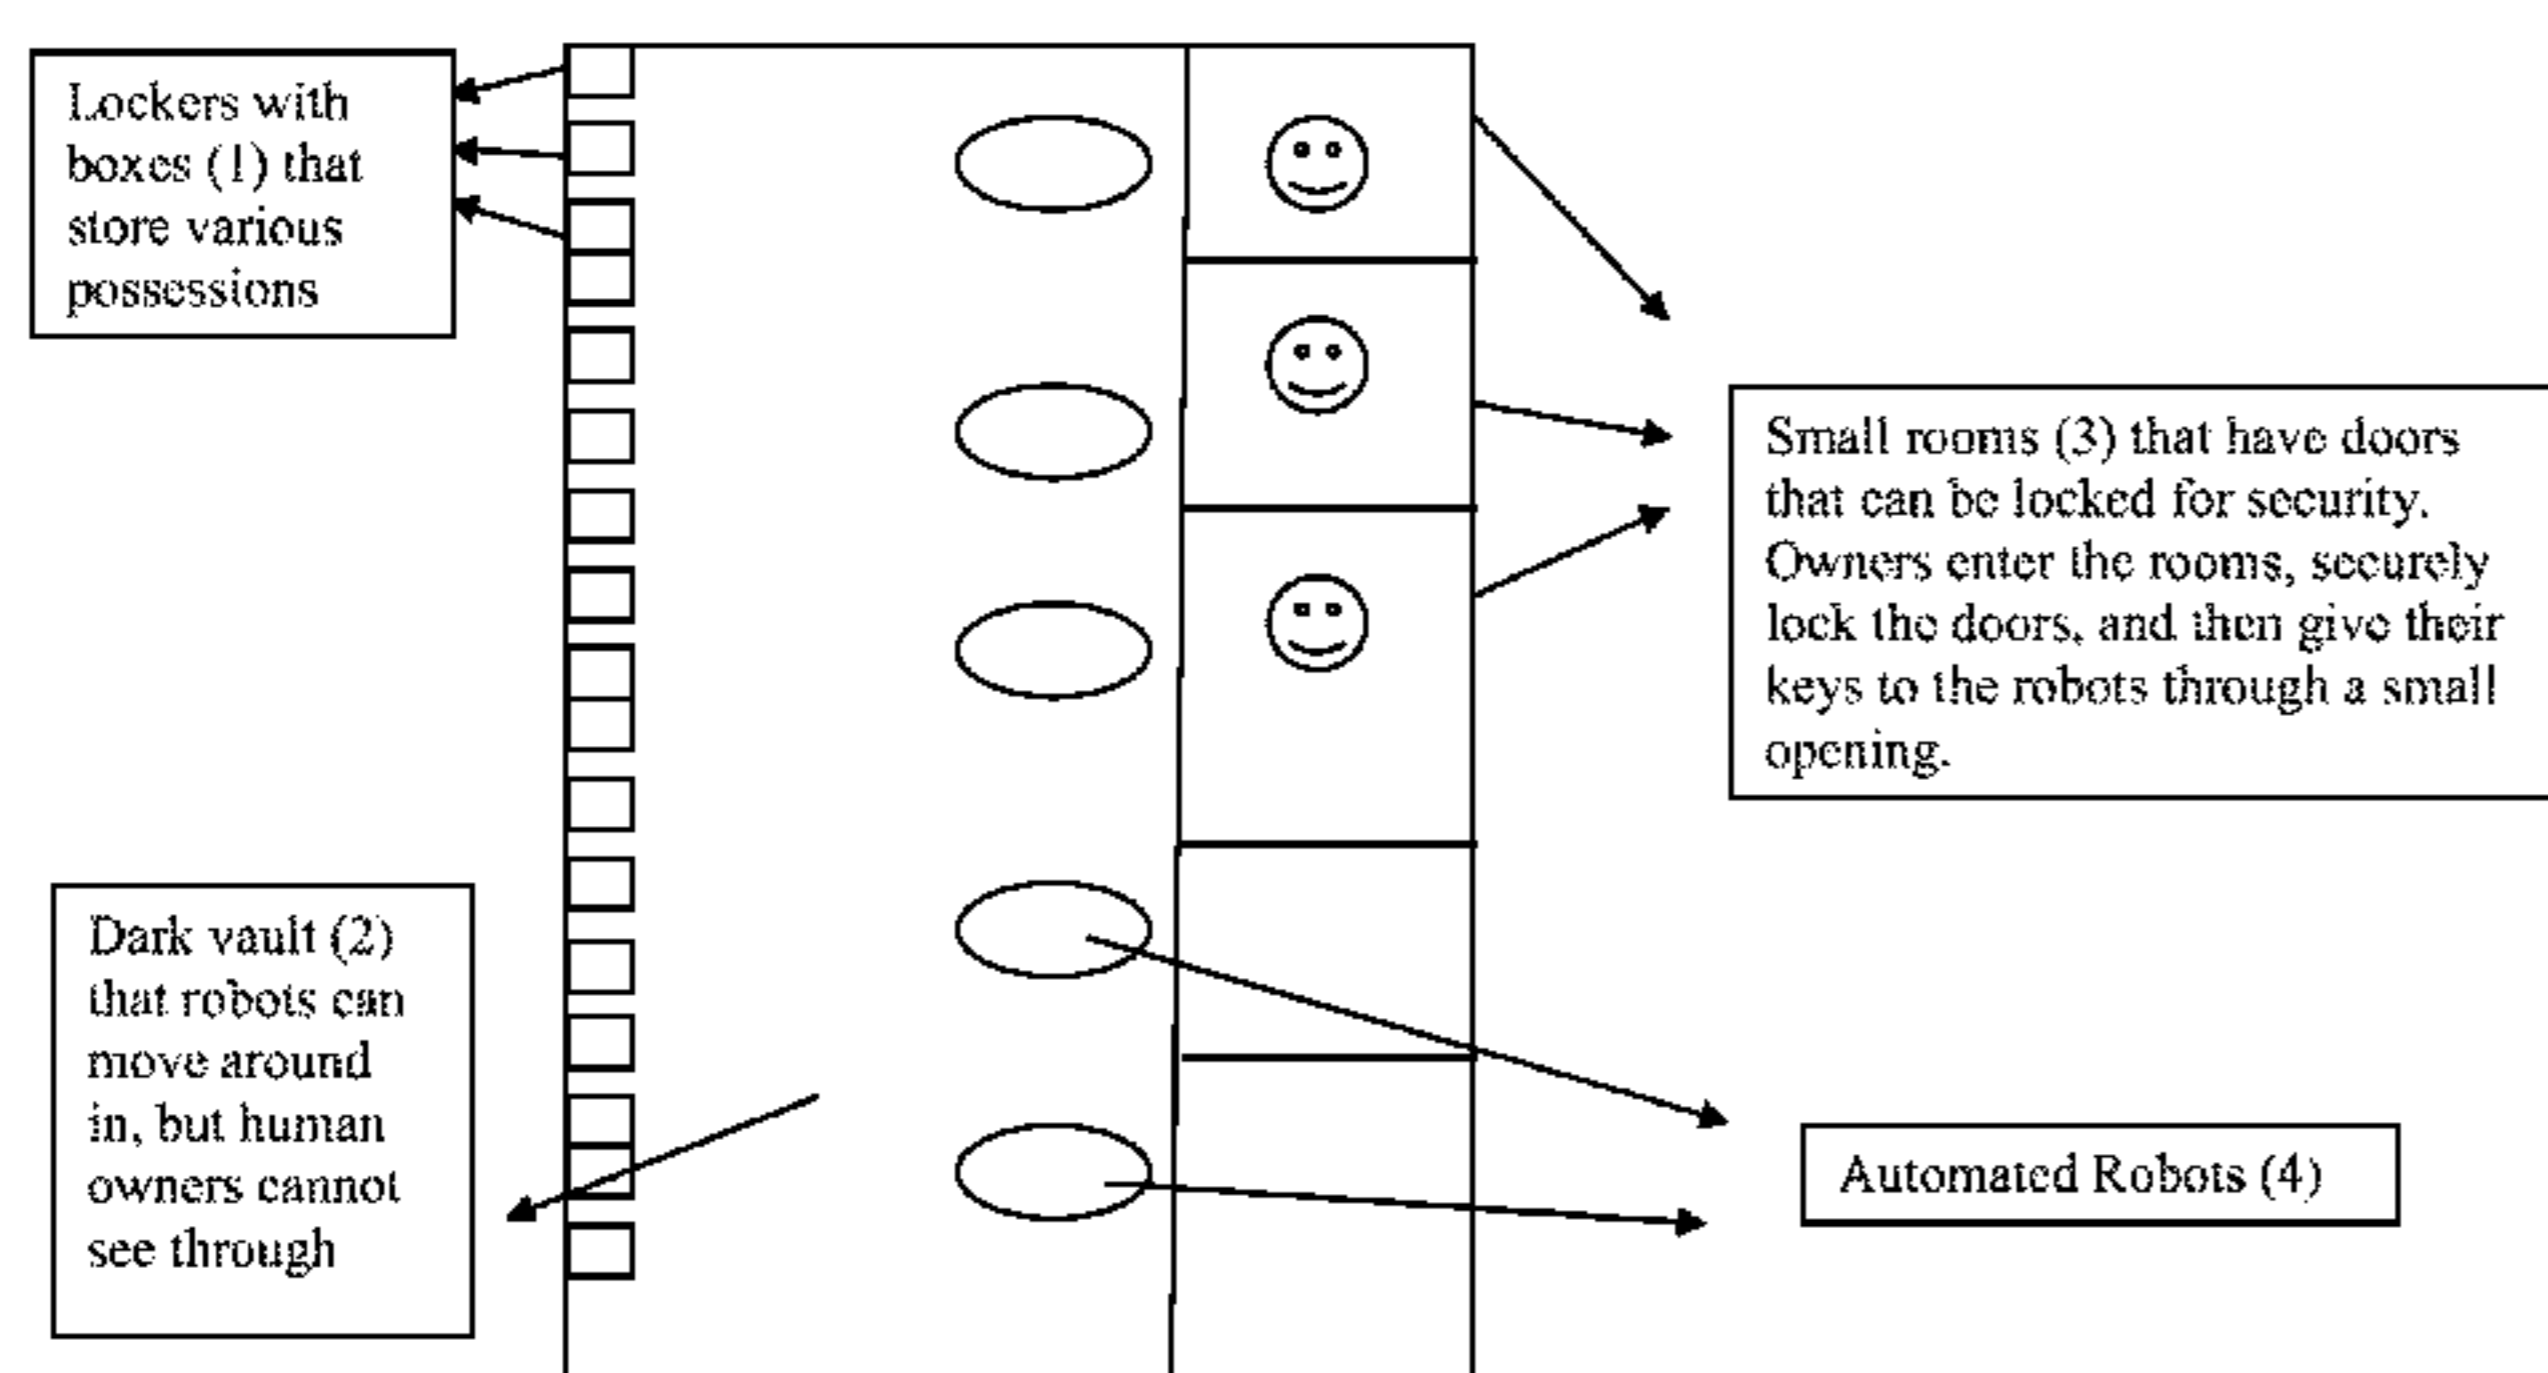 Lockers with
boxes (1) that
store various
possessions
Small rooms (3) that have doors
that can be locked for security.
Owners enter the rooms, securely
lock the doors, and then give their
keys to the robots through a small
opening.
Dark vault (2)
that robots can
move around
in, but human
owners cannot
see through
Automated Robots (4)